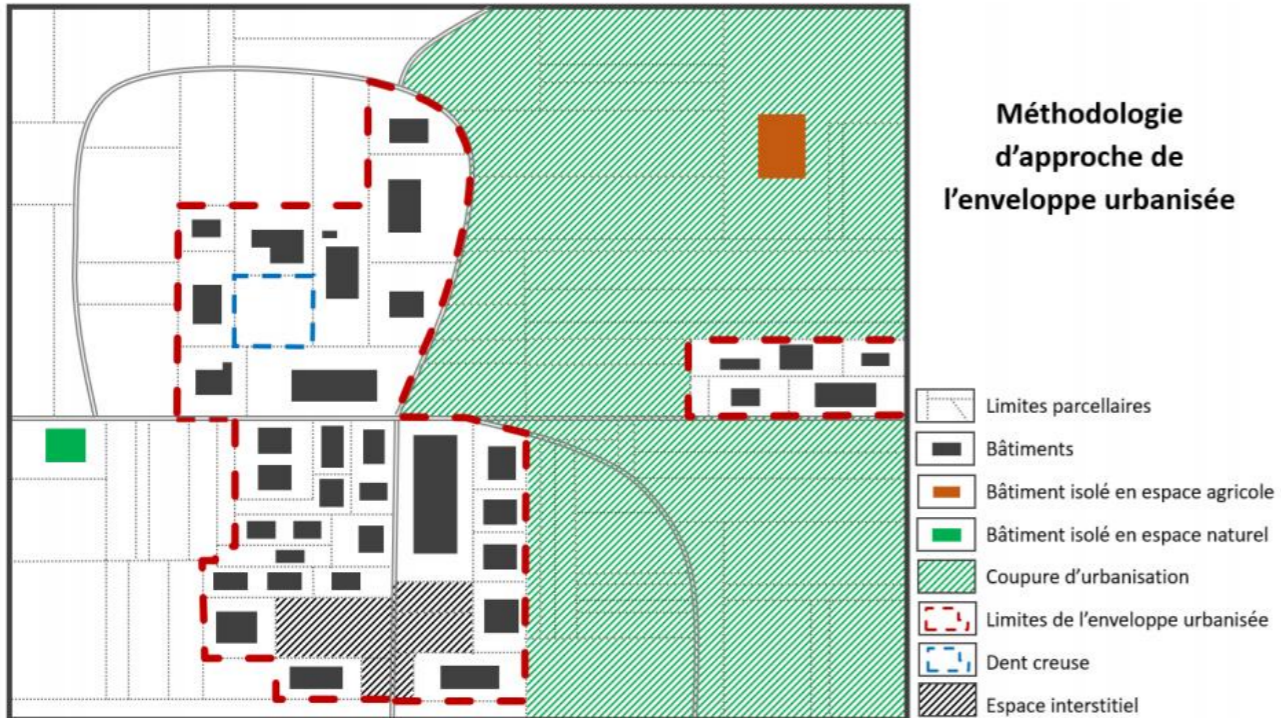 Méthodologie
d'approche de
l'enveloppe urbanisée
Limites parcellaires
Bâtiments
Bâtiment isolé en espace agricole
Bâtiment isolé en espace naturel
Coupure d'urbanisation
Limites de l'enveloppe urbanisée
Dent creuse
Espace interstitiel